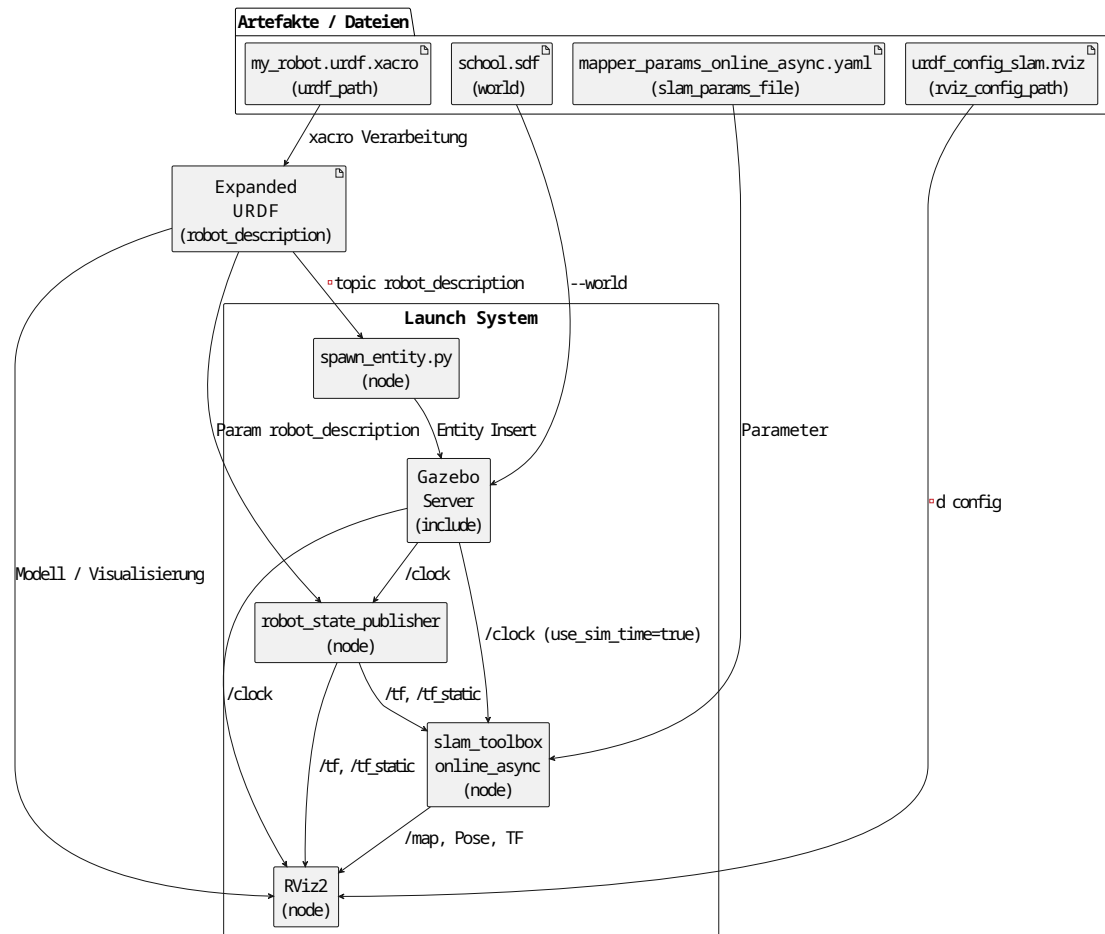 Artefakte / Dateien
my_robot.urdf.xacro
(urdf_path)
school.sdf
(world)
mapper_params_online_async.yaml
(slam_params_file)
urdf_config_slam.rviz
(rviz_config_path)
xacro Verarbeitung
Expanded
URDF
(robot_description)
topic robot_description
--world
Launch System
spawn_entity.py
(node)
Param robot_description
Entity Insert
Parameter
Gazebo
Server
(include)
d config
Modell / Visualisierung
/clock
robot_state_publisher
(node)
/clock (use_sim_time=true)
/clock
/tf, /tf_static
slam_toolbox
online_async
(node)
/tf, /tf_static
/map, Pose, TF
RViz2
(node)